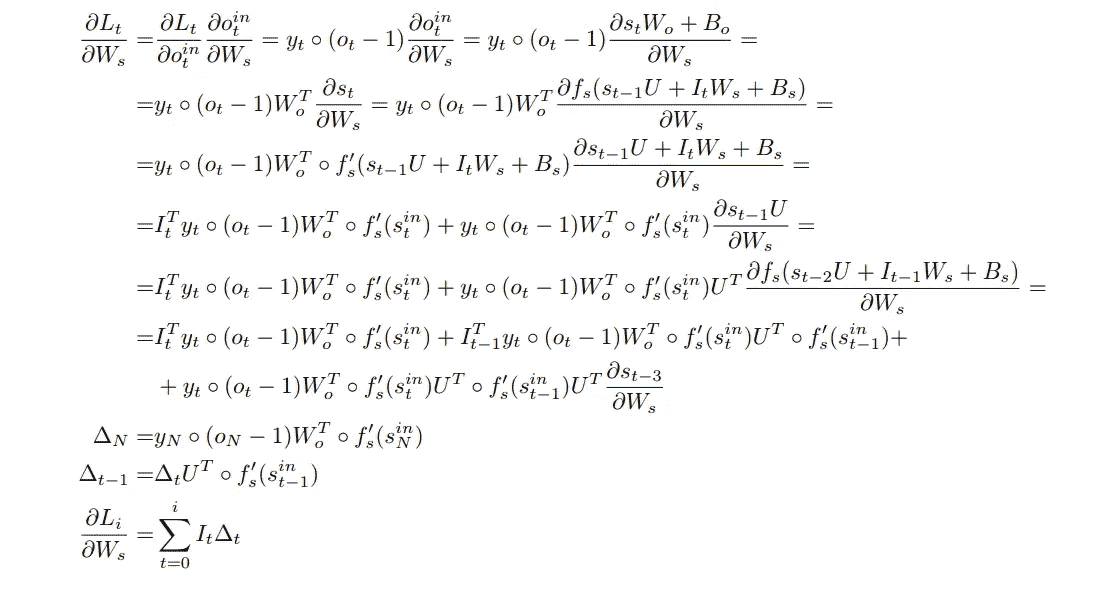 $\frac{\partial L_t}{\partial W_s} = \frac{\partial L_t}{\partial o_t^{in}} \frac{\partial o_t^{in}}{\partial W_s} = y_t \circ (o_t - 1) \frac{\partial o_t^{in}}{\partial W_s} = y_t \circ (o_t - 1) \frac{\partial s_t W_o + B_o}{\partial W_s} =$
$= y_t \circ (o_t - 1) W_o^T \frac{\partial s_t}{\partial W_s} = y_t \circ (o_t - 1) W_o^T \frac{\partial f_s(s_{t-1} U + I_t W_s + B_s)}{\partial W_s} =$
$= y_t \circ (o_t - 1) W_o^T \circ f_s'(s_{t-1} U + I_t W_s + B_s) \frac{\partial s_{t-1} U + I_t W_s + B_s}{\partial W_s} =$
$= I_t^T y_t \circ (o_t - 1) W_o^T \circ f_s'(s_t^{in}) + y_t \circ (o_t - 1) W_o^T \circ f_s'(s_t^{in}) \frac{\partial s_{t-1} U}{\partial W_s} =$
$= I_t^T y_t \circ (o_t - 1) W_o^T \circ f_s'(s_t^{in}) + y_t \circ (o_t - 1) W_o^T \circ f_s'(s_t^{in}) U^T \frac{\partial f_s(s_{t-2} U + I_{t-1} W_s + B_s)}{\partial W_s} =$
$= I_t^T y_t \circ (o_t - 1) W_o^T \circ f_s'(s_t^{in}) + I_{t-1}^T y_t \circ (o_t - 1) W_o^T \circ f_s'(s_t^{in}) U^T \circ f_s'(s_{t-1}^{in}) +$
$+ y_t \circ (o_t - 1) W_o^T \circ f_s'(s_t^{in}) U^T \circ f_s'(s_{t-1}^{in}) U^T \frac{\partial s_{t-3}}{\partial W_s}$
$\Delta_N = y_N \circ (o_N - 1) W_o^T \circ f_s'(s_N^{in})$
$\Delta_{t-1} = \Delta_t U^T \circ f_s'(s_{t-1}^{in})$
$\frac{\partial L_i}{\partial W_s} = \sum_{t=0}^{i} I_t \Delta_t$